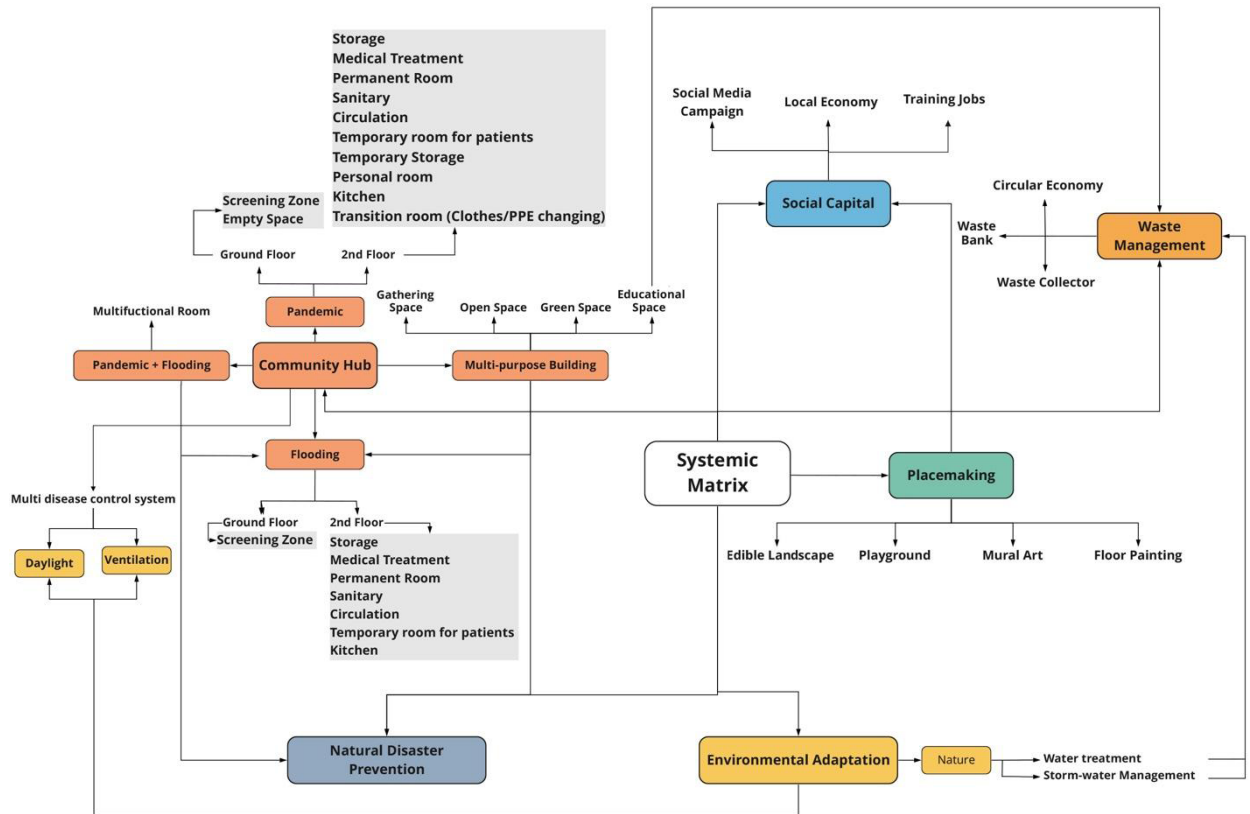 Storage
Medical Treatment
Permanent Room
Sanitary
Circulation
Temporary room for patients
Temporary Storage
Personal room
Kitchen
Transition room (Clothes/PPE changing)
Screening Zone
Empty Space
Ground Floor
2nd Floor
Pandemic
Multifuctional Room
Pandemic + Flooding
Community Hub
Multi-purpose Building
Gathering
Space
Open Space
Green Space
Educational
Space
Social Media
Campaign
Local Economy
Training Jobs
Social Capital
Circular Economy
Waste
Bank
Waste Collector
Waste
Management
Flooding
Multi disease control system
Daylight
Ventilation
Ground Floor
Screening Zone
2nd Floor
Storage
Medical Treatment
Permanent Room
Sanitary
Circulation
Temporary room for patients
Kitchen
Systemic
Matrix
Placemaking
Edible Landscape
Playground
Mural Art
Floor Painting
Natural Disaster
Prevention
Environmental Adaptation
Nature
Water treatment
Storm-water Management